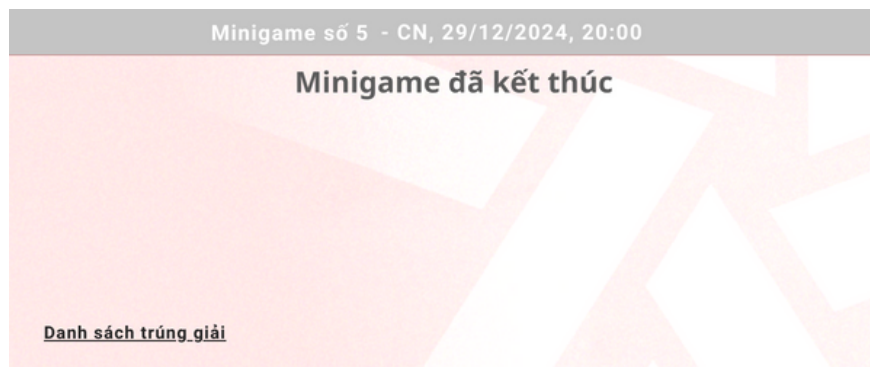 Minigame số 5 - CN, 29/12/2024, 20:00
Minigame đã kết thúc
Danh sách trúng giải